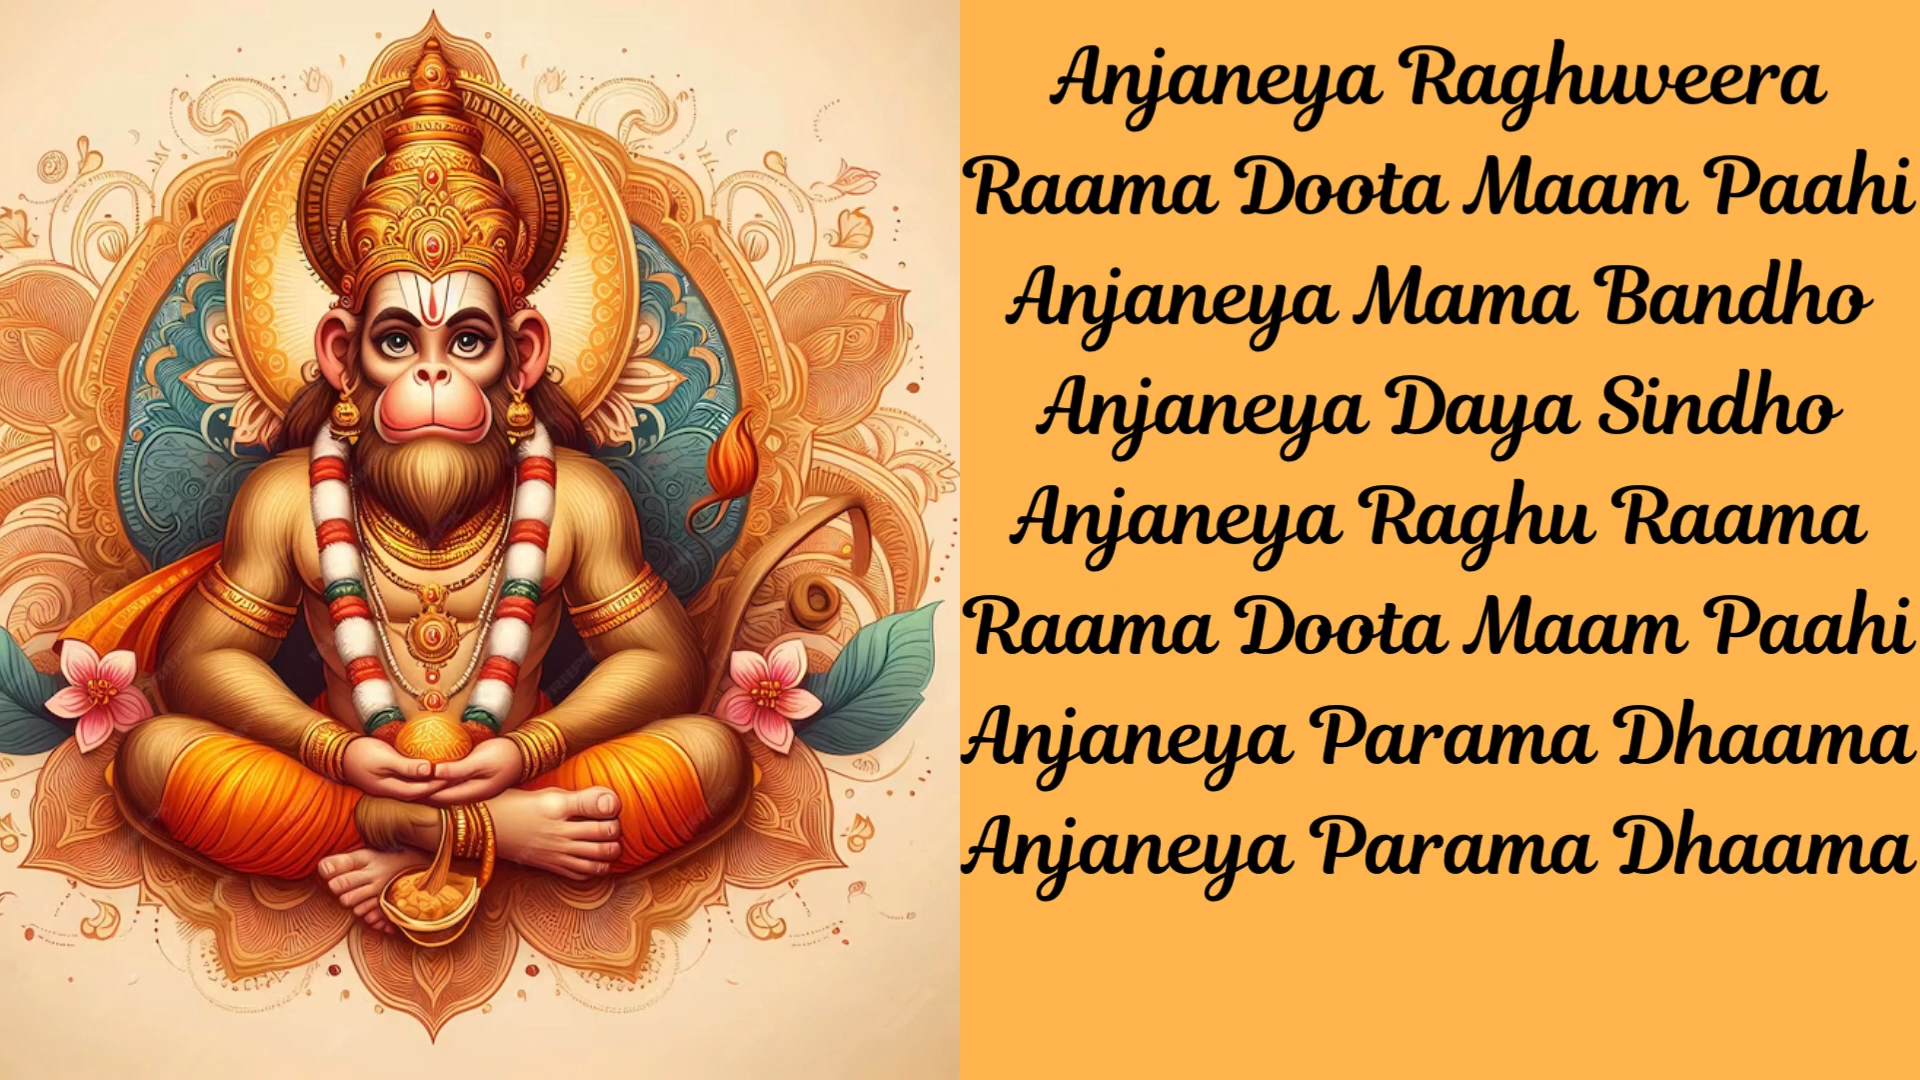 Anjaneya Raghuveera
Raama Doota Maam Paahi
Anjaneya Mama Bandho
Anjaneya Daya Sindho
Anjaneya Raghu Raama
Raama Doota Maam Paahi
Anjaneya Parama Dhaama
Anjaneya Parama Dhaama